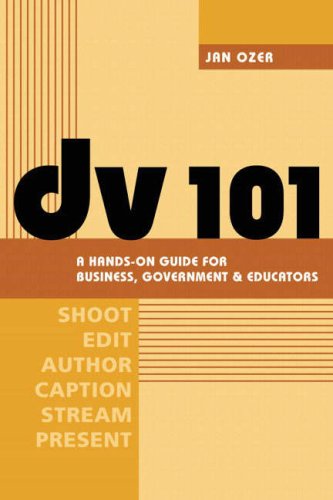 JAN OZER
dv 101
A HANDS-ON GUIDE FOR
BUSINESS, GOVERNMENT & EDUCATORS
SHOOT
EDIT
AUTHOR
CAPTION
STREAM
PRESENT